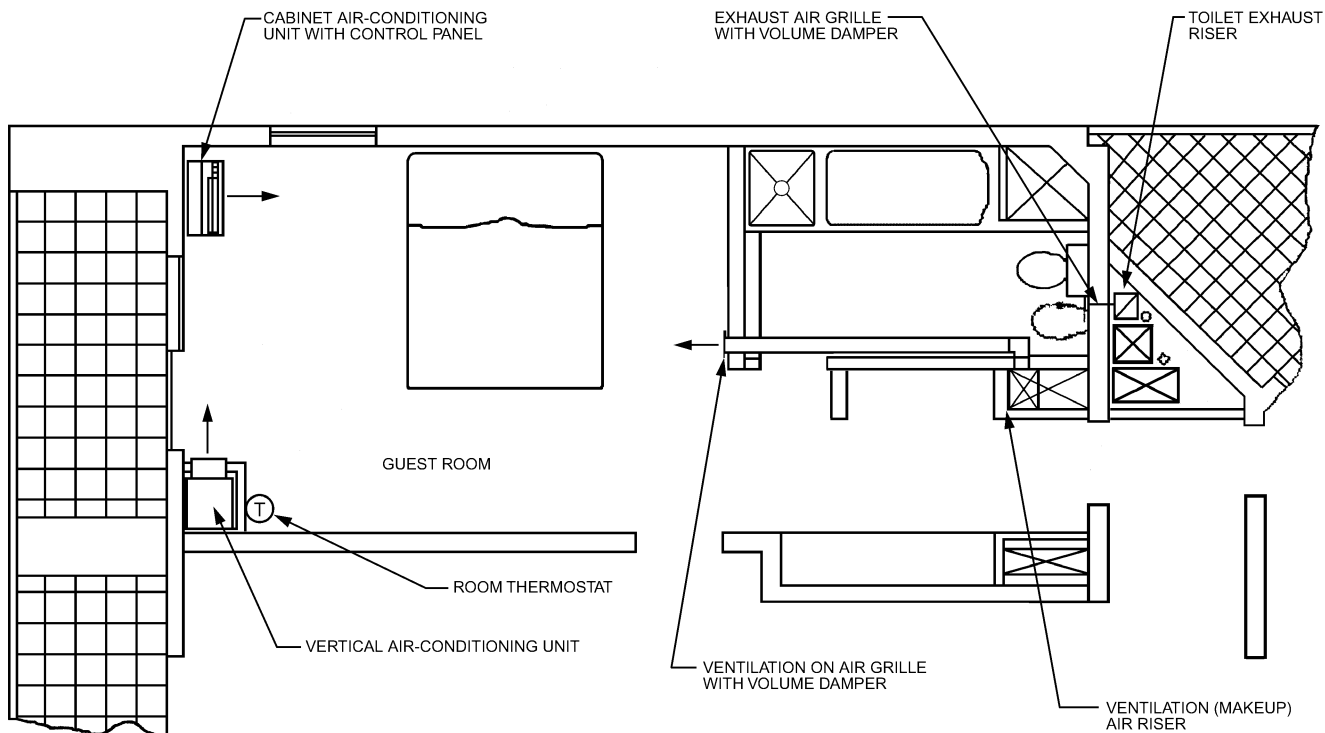 CABINET AIR-CONDITIONING
UNIT WITH CONTROL PANEL
EXHAUST AIR GRILLE
WITH VOLUME DAMPER
TOILET EXHAUST
RISER
GUEST ROOM
T
ROOM THERMOSTAT
VERTICAL AIR-CONDITIONING UNIT
VENTILATION ON AIR GRILLE
WITH VOLUME DAMPER
VENTILATION (MAKEUP)
AIR RISER